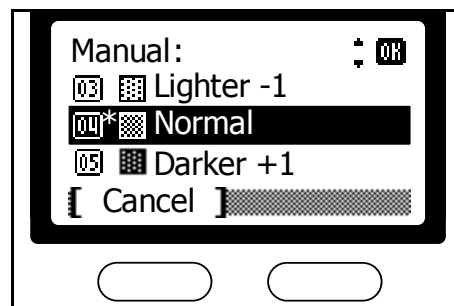 Manual: OK
03 Lighter -1
04 * Normal
05 Darker +1
[ Cancel ]